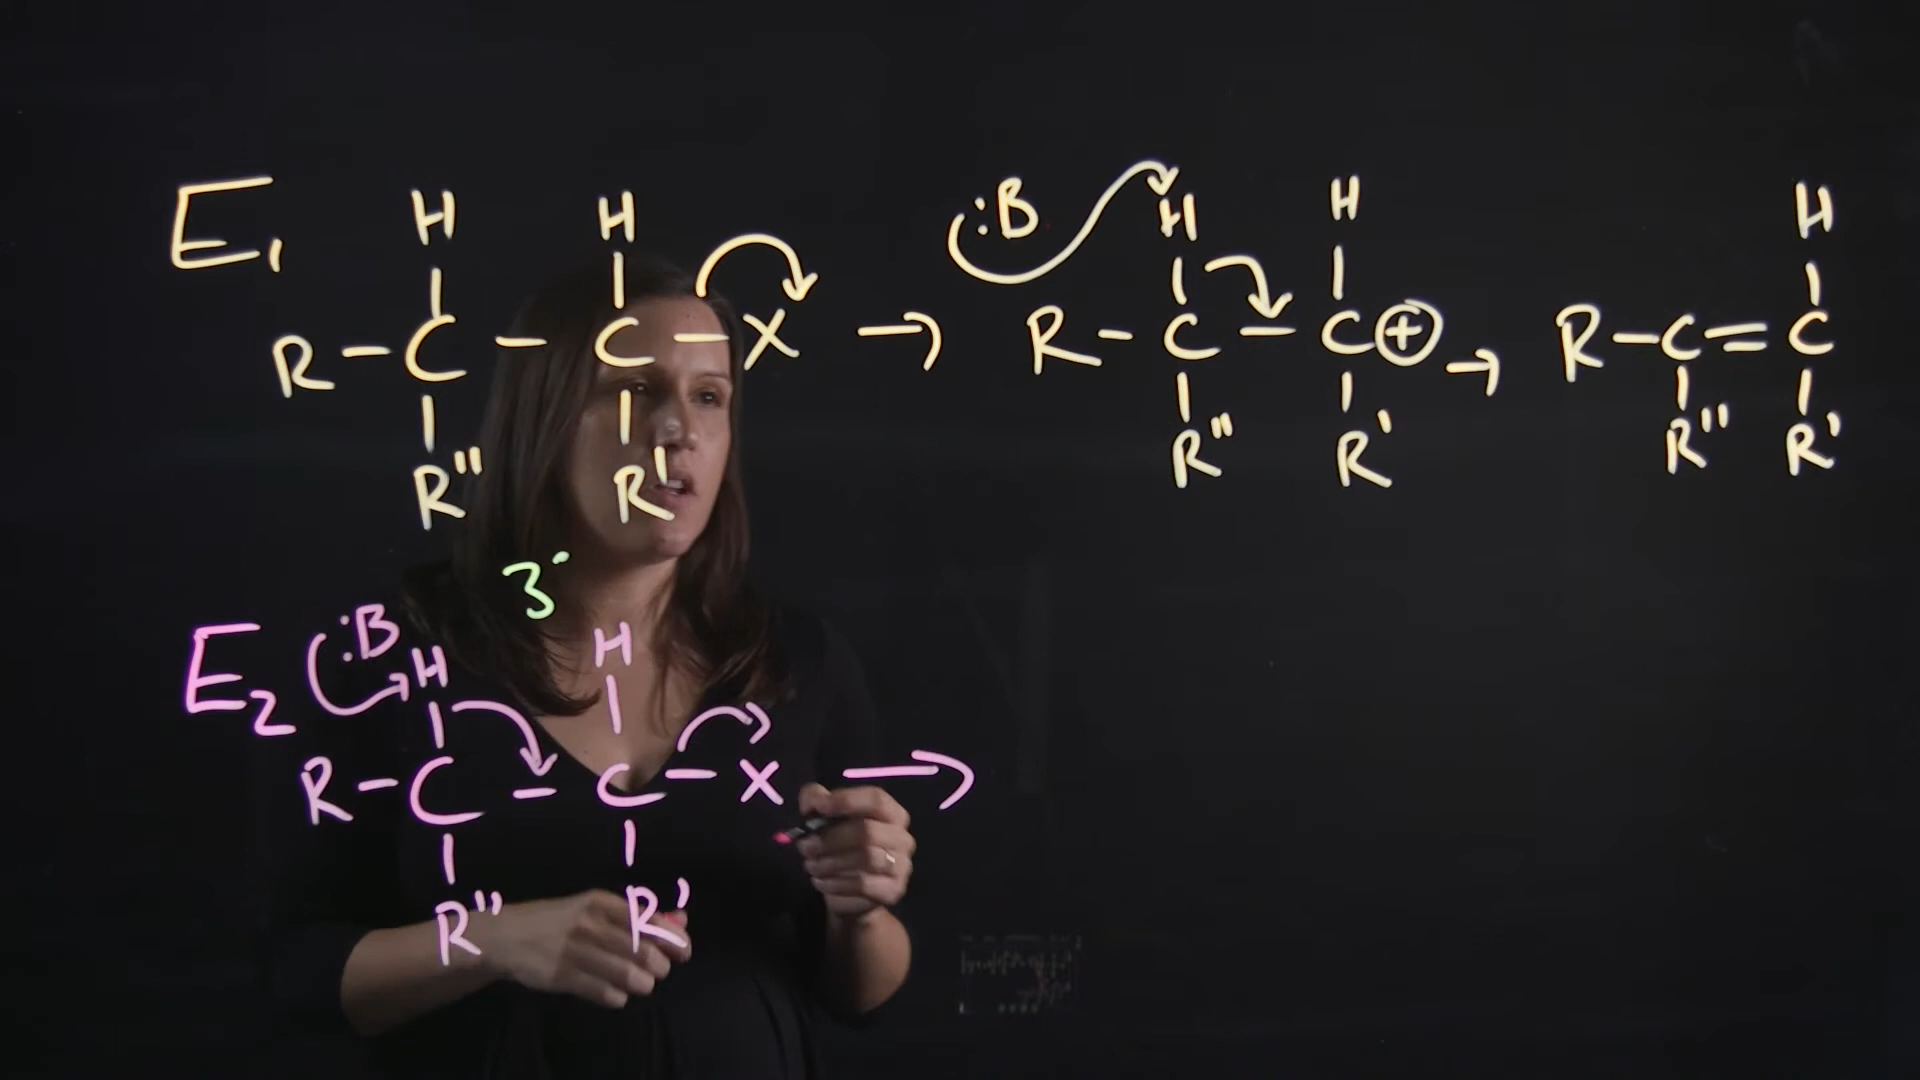 E1
H H :B H H H
R-C-C-X → R-C-C⊕ → R-C=C
R" R' R" R' R" R'
3°
E2 :B H H
R-C-C-X →
R" R'